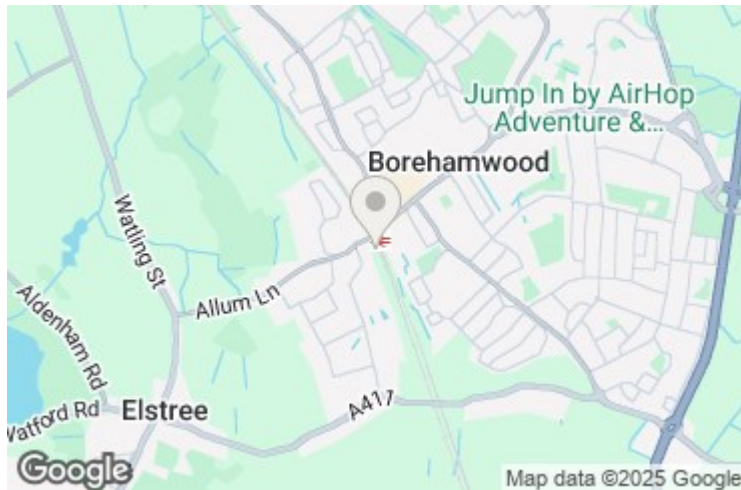 Jump In by AirHop
Adventure &...
Borehamwood
Watling St
Allum Ln
Aldenham Rd
Watford Rd
Elstree
A411
Google
Map data ©2025 Google